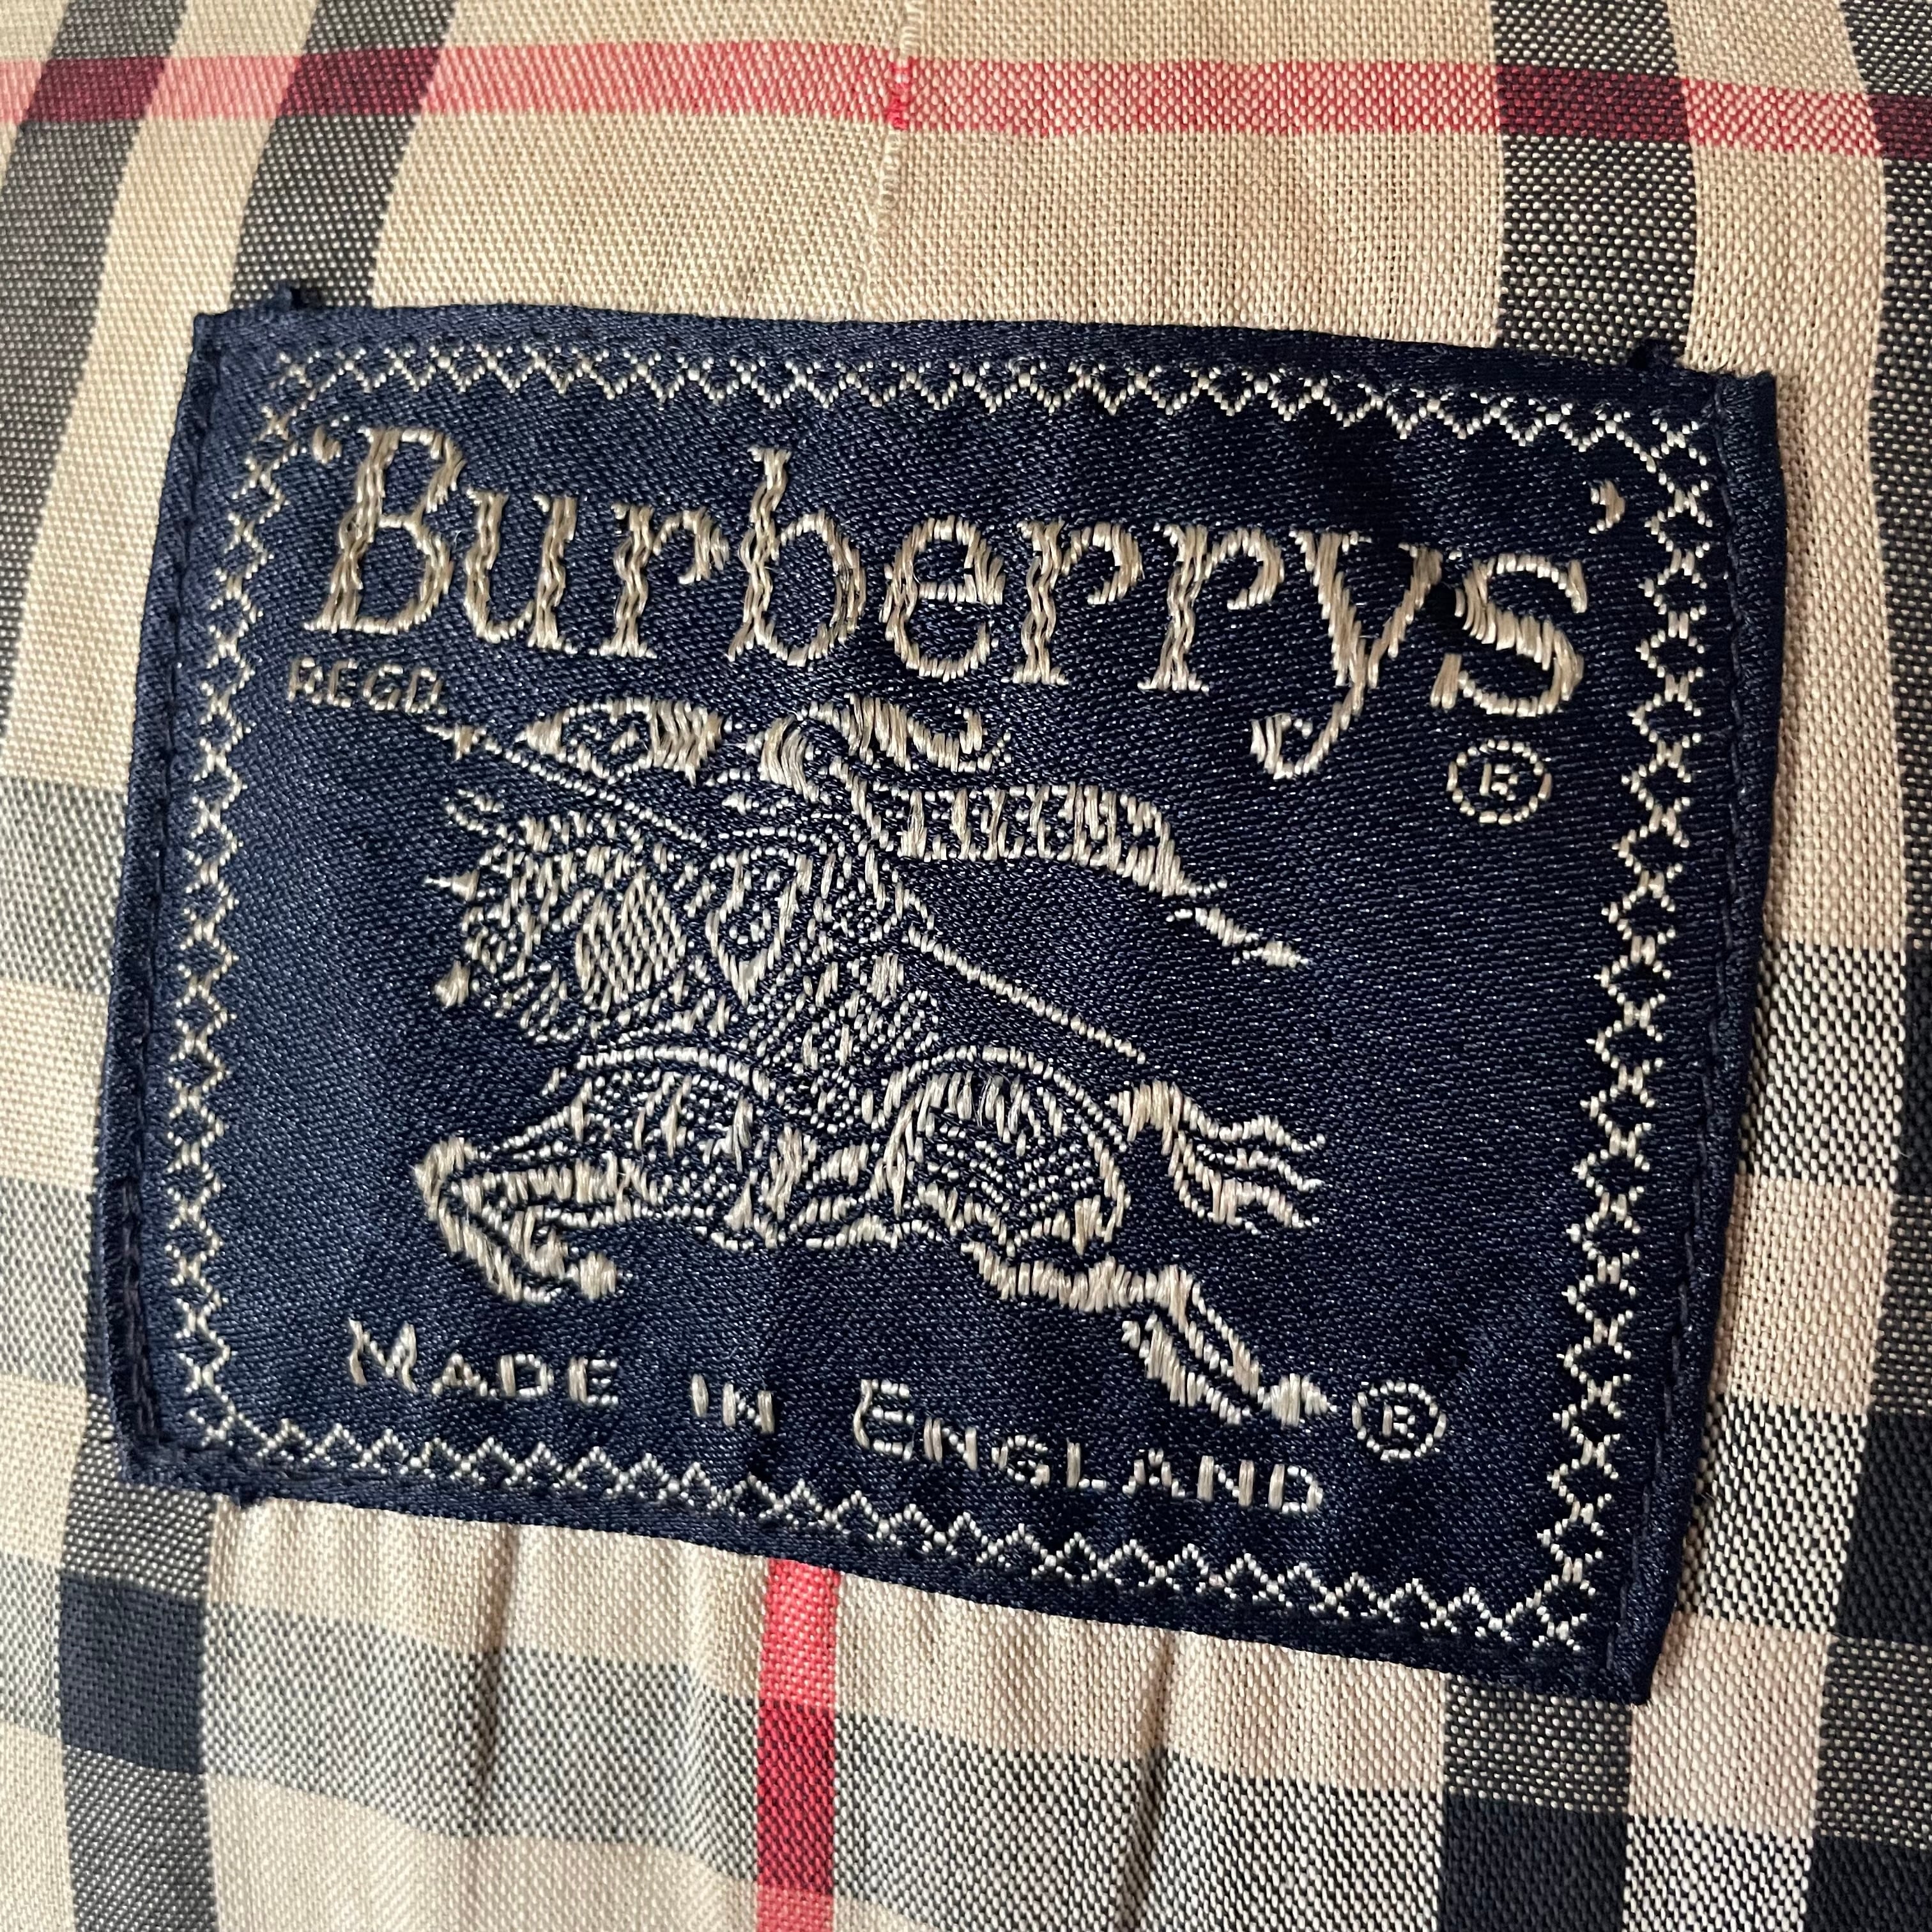 'Burberrys'
REGD.
®
®
MADE IN ENGLAND